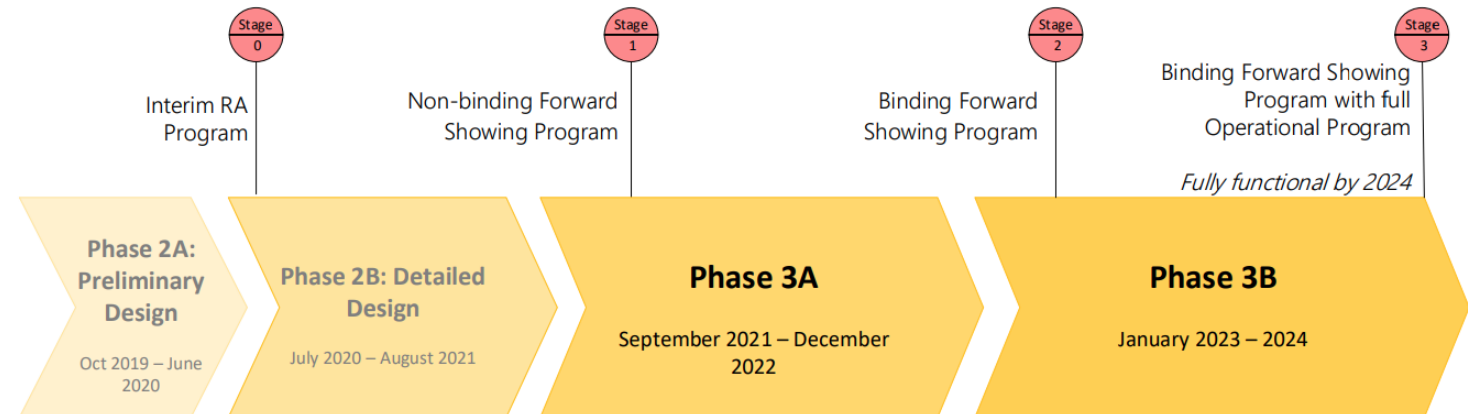 Stage
0
Interim RA
Program
Stage
1
Non-binding Forward
Showing Program
Stage
2
Binding Forward
Showing Program
Stage
3
Binding Forward Showing
Program with full
Operational Program
Fully functional by 2024
Phase 2A:
Preliminary
Design
Oct 2019 – June
2020
Phase 2B: Detailed
Design
July 2020 – August 2021
Phase 3A
September 2021 – December
2022
Phase 3B
January 2023 – 2024